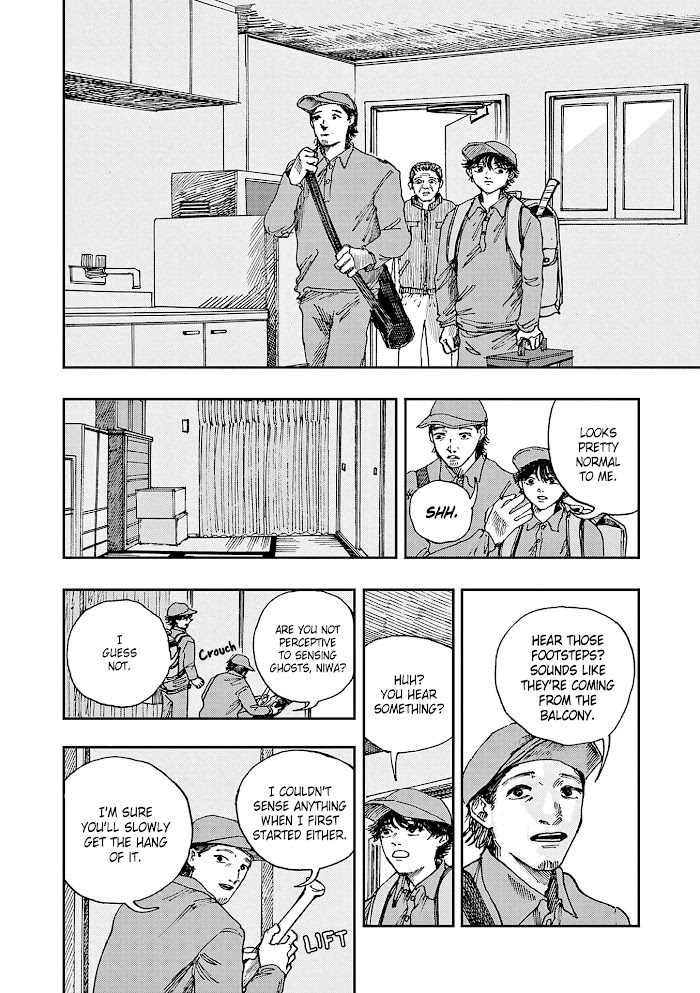 LOOKS
PRETTY
NORMAL
TO ME.
SHH.
HEAR THOSE
FOOTSTEPS?
SOUNDS LIKE
THEY'RE COMING
FROM THE
BALCONY.
HUH?
YOU HEAR
SOMETHING?
ARE YOU NOT
PERCEPTIVE
TO SENSING
GHOSTS, NIWA?
Crouch
I
GUESS
NOT.
I COULDN'T
SENSE ANYTHING
WHEN I FIRST
STARTED EITHER.
I'M SURE
YOU'LL SLOWLY
GET THE HANG
OF IT.
LIFT